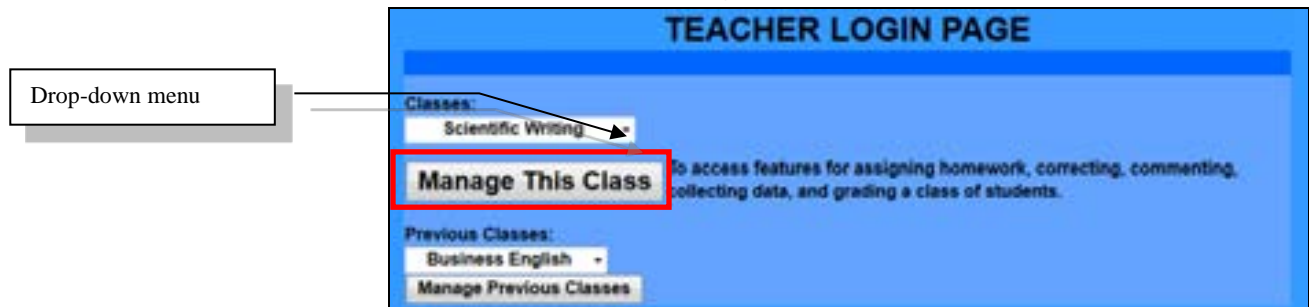 TEACHER LOGIN PAGE
Drop-down menu
Classes:
Scientific Writing
Manage This Class
To access features for assigning homework, correcting, commenting,
collecting data, and grading a class of students.
Previous Classes:
Business English
Manage Previous Classes